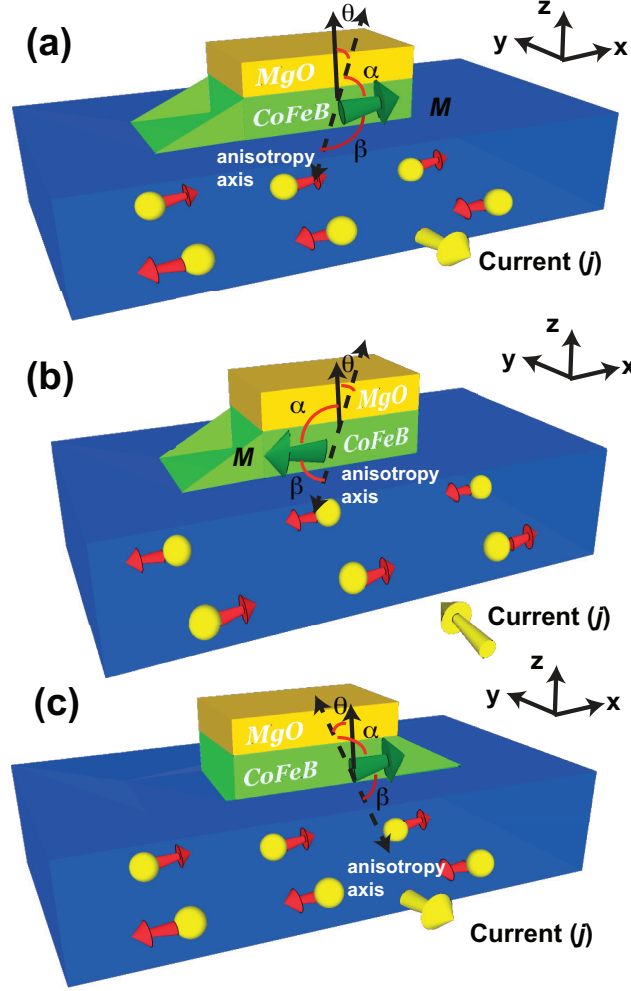 (a)
θ
z
y
x
MgO
α
CoFeB
M
β
anisotropy
axis
Current (j)
(b)
θ
z
y
x
α
MgO
M
CoFeB
β
anisotropy
axis
Current (j)
(c)
θ
z
y
x
MgO
α
CoFeB
β
anisotropy
axis
Current (j)